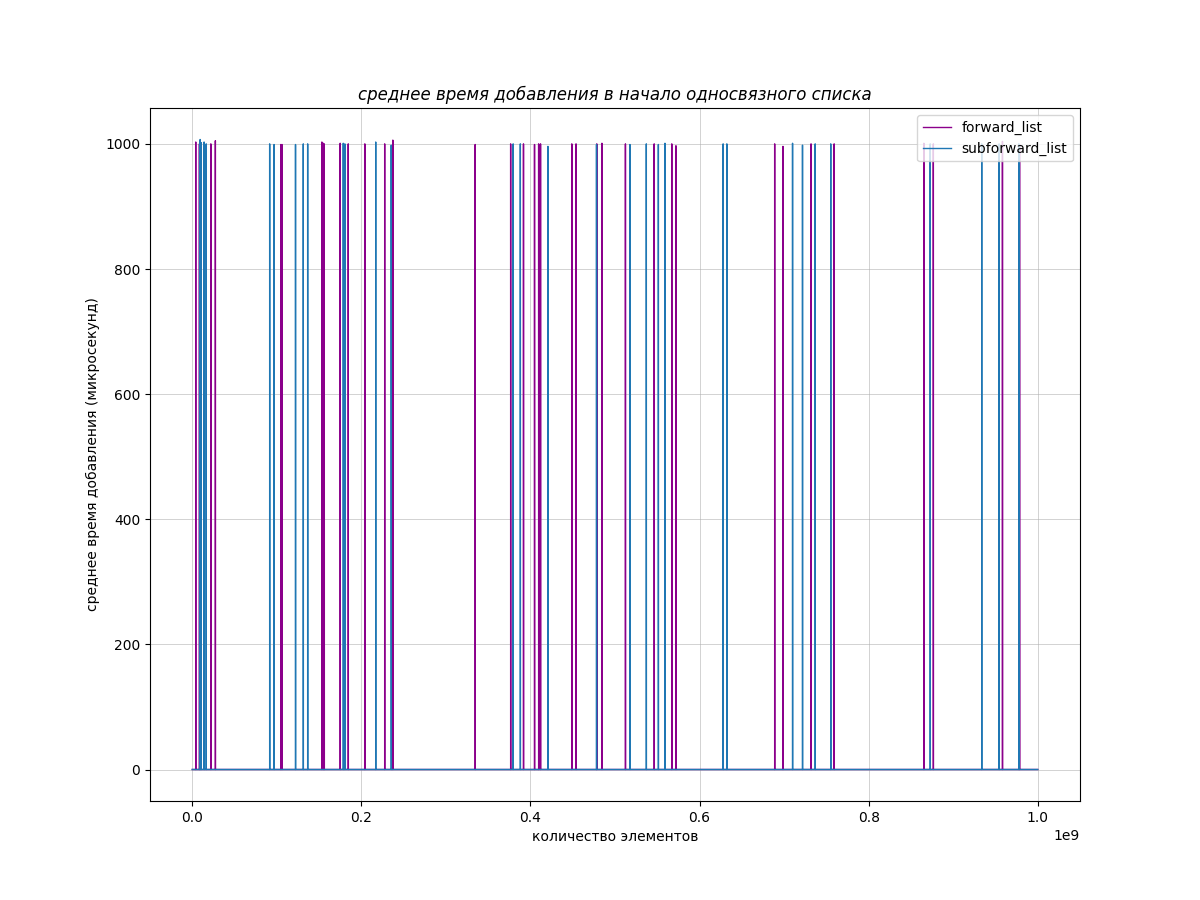 среднее время добавления в начало односвязного списка
forward_list
subforward_list
1000
800
600
400
200
0
среднее время добавления (микросекунд)
0.0 0.2 0.4 0.6 0.8 1.0
1e9
количество элементов